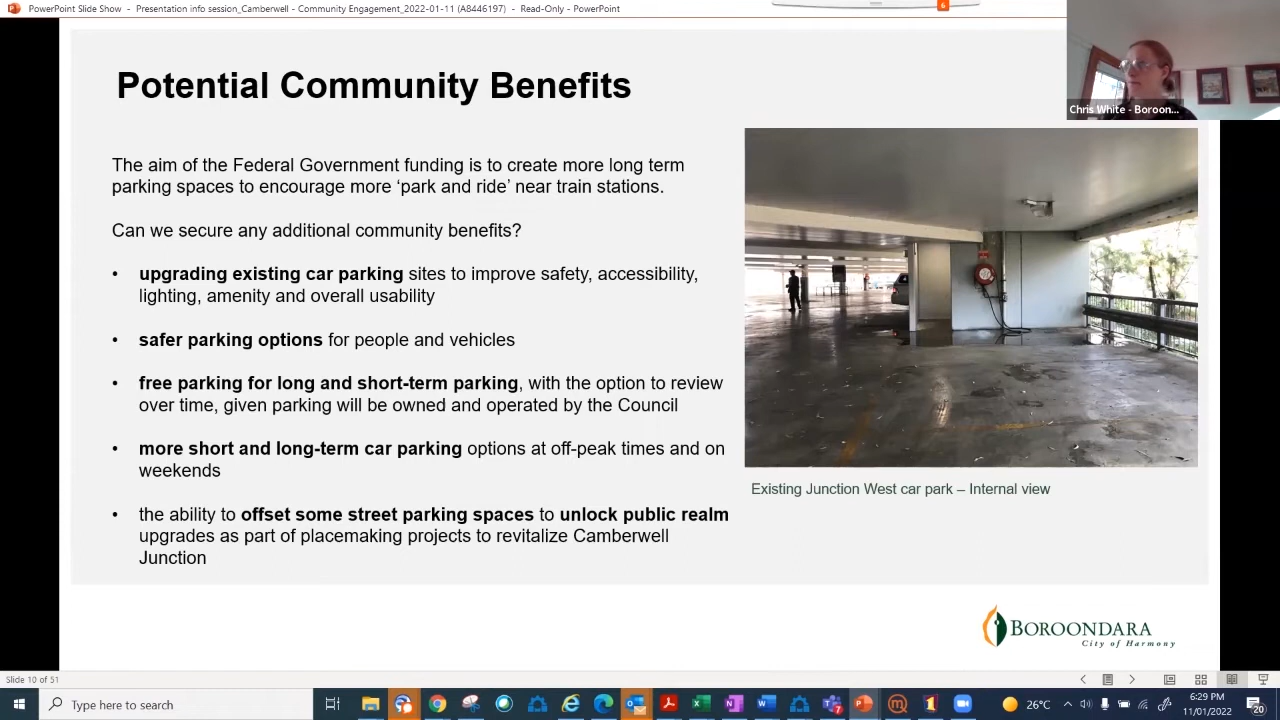 PowerPoint Slide Show - Presentation info session_Camberwell - Community Engagement_2022-01-11 (A8446197) - Read-Only - PowerPoint
6
Chris White - Boroon...
Potential Community Benefits
The aim of the Federal Government funding is to create more long term
parking spaces to encourage more ‘park and ride’ near train stations.
Can we secure any additional community benefits?
• upgrading existing car parking sites to improve safety, accessibility,
lighting, amenity and overall usability
• safer parking options for people and vehicles
• free parking for long and short-term parking, with the option to review
over time, given parking will be owned and operated by the Council
• more short and long-term car parking options at off-peak times and on
weekends
• the ability to offset some street parking spaces to unlock public realm
upgrades as part of placemaking projects to revitalize Camberwell
Junction
Existing Junction West car park – Internal view
BOROONDARA
City of Harmony
Slide 10 of 51
Type here to search
26°C
6:29 PM
11/01/2022
20